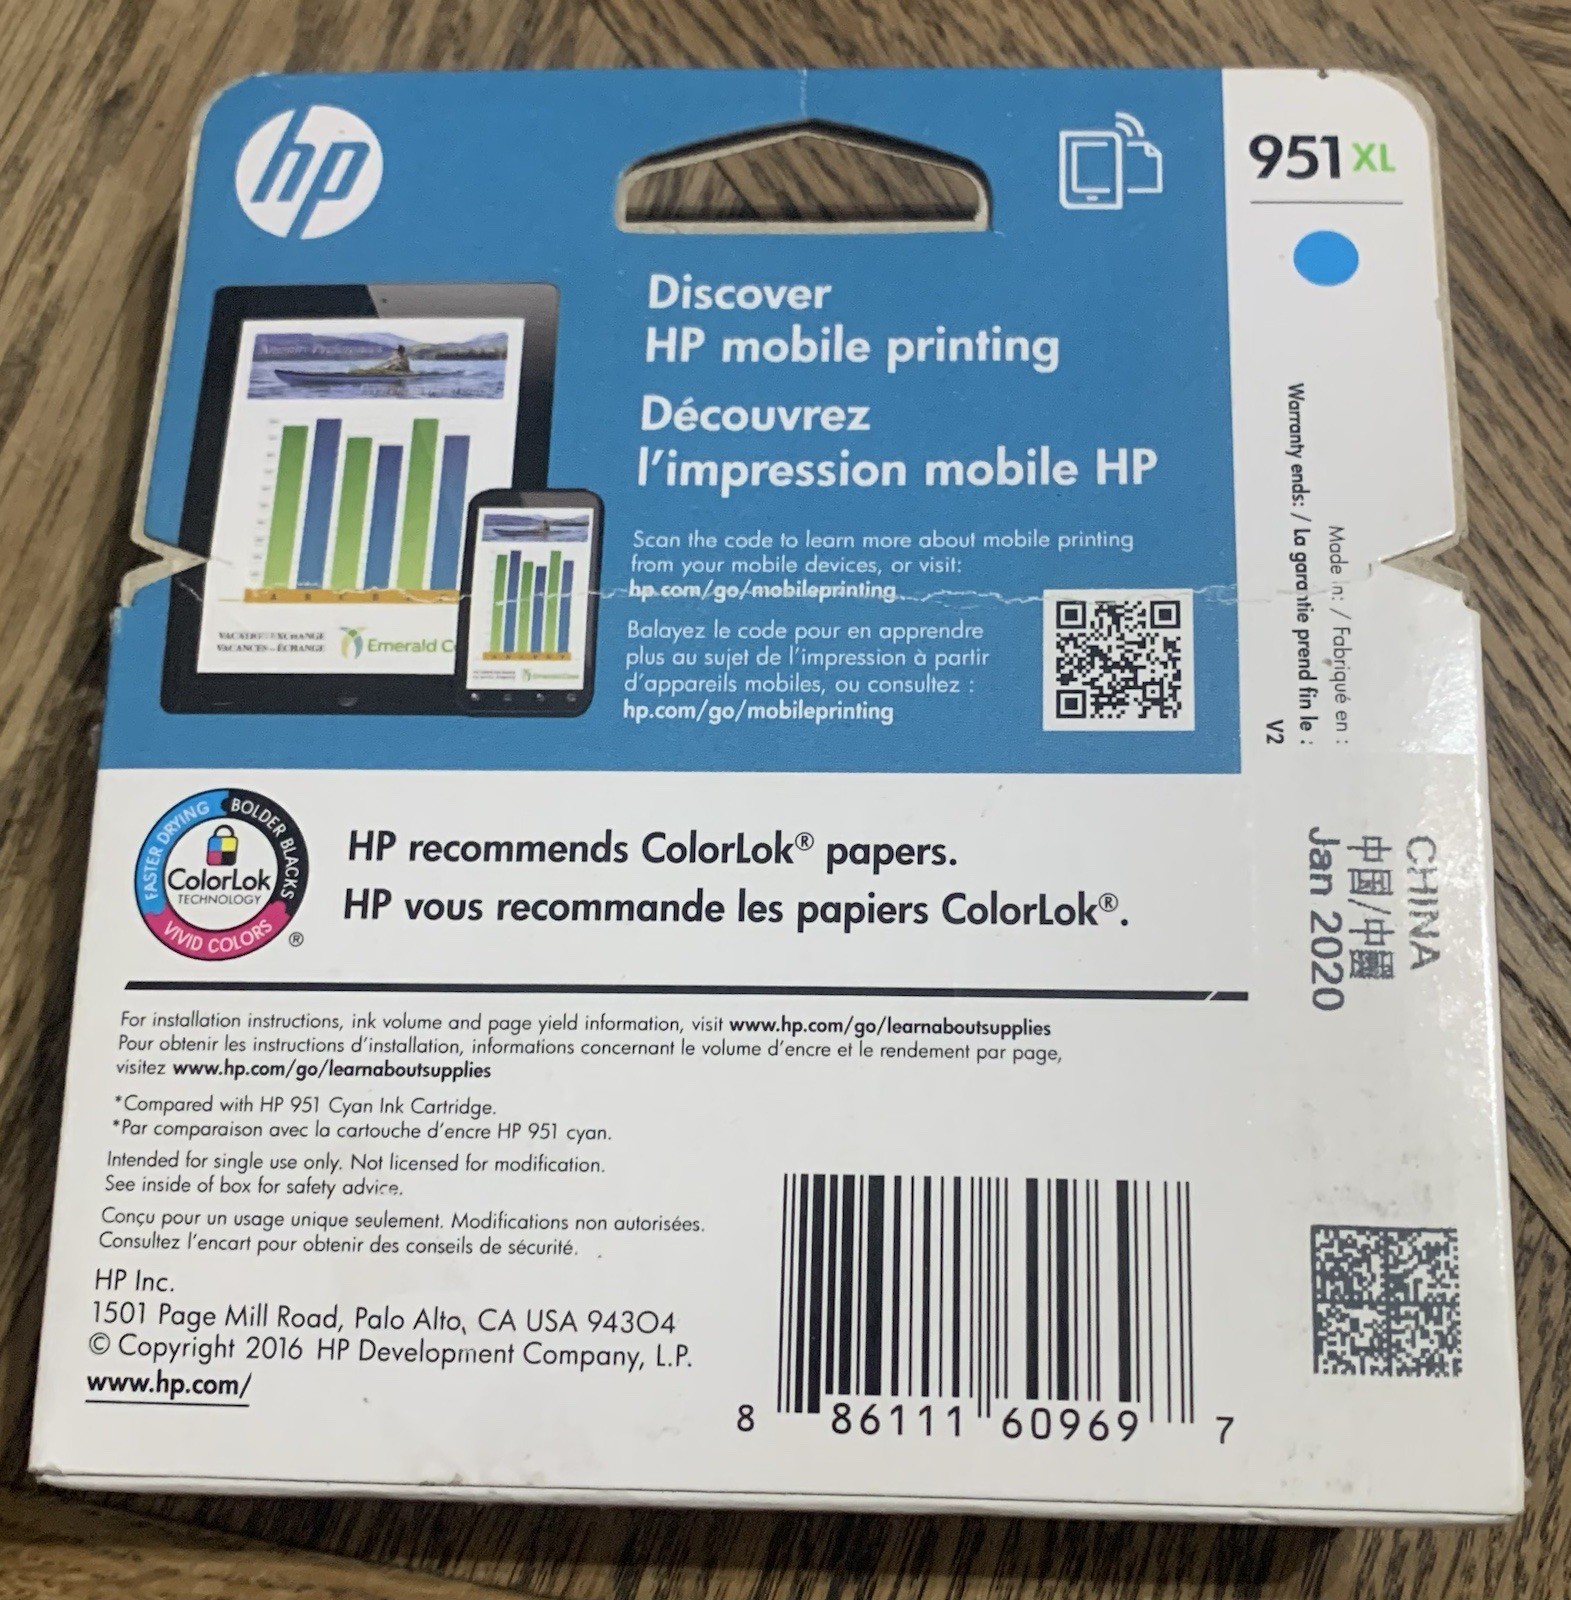 hp
951XL
Discover
HP mobile printing
Découvrez
l'impression mobile HP
Scan the code to learn more about mobile printing
from your mobile devices, or visit:
hp.com/go/mobileprinting
Balayez le code pour en apprendre
plus au sujet de l'impression à partir
d'appareils mobiles, ou consultez :
hp.com/go/mobileprinting
VACATION EXCHANGE
VACANCES – ÉCHANGE
Emerald C
Made in: / Fabriqué en :
Warranty ends: / La garantie prend fin le :
V2
CHINA
中国/中國
Jan 2020
FASTER DRYING
BOLDER BLACKS
ColorLok
TECHNOLOGY
VIVID COLORS
®
HP recommends ColorLok® papers.
HP vous recommande les papiers ColorLok®.
For installation instructions, ink volume and page yield information, visit www.hp.com/go/learnaboutsupplies
Pour obtenir les instructions d'installation, informations concernant le volume d'encre et le rendement par page,
visitez www.hp.com/go/learnaboutsupplies
*Compared with HP 951 Cyan Ink Cartridge.
*Par comparaison avec la cartouche d'encre HP 951 cyan.
Intended for single use only. Not licensed for modification.
See inside of box for safety advice.
Conçu pour un usage unique seulement. Modifications non autorisées.
Consultez l'encart pour obtenir des conseils de sécurité.
HP Inc.
1501 Page Mill Road, Palo Alto, CA USA 94304
© Copyright 2016 HP Development Company, L.P.
www.hp.com/
8 86111 60969 7